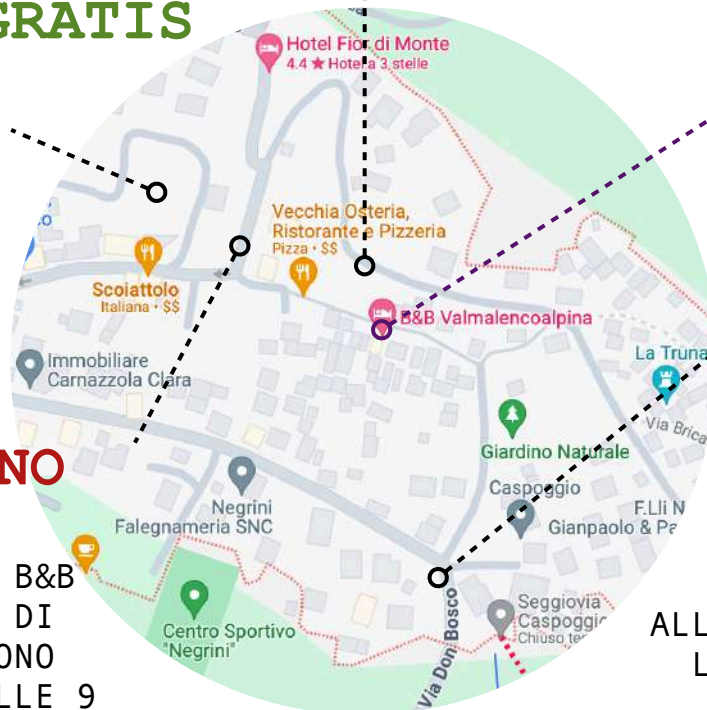 GRATIS
Hotel Fior di Monte
4.4 ★ Hotel a 3 stelle
Vecchia Osteria,
Ristorante e Pizzeria
Pizza · $$
Scoiattolo
Italiana · $$
B&B Valmalencoalpina
La Truna
Immobiliare
Carnazzola Clara
Via Brica
Giardino Naturale
NO
Caspoggio
Negrini
Falegnameria SNC
F.Lli N
Gianpaolo & Pa
B&B
DI
ONO
LLE 9
Centro Sportivo
"Negrini"
Via Don Bosco
Seggiovia
Caspoggio
Chiuso
ALL
L